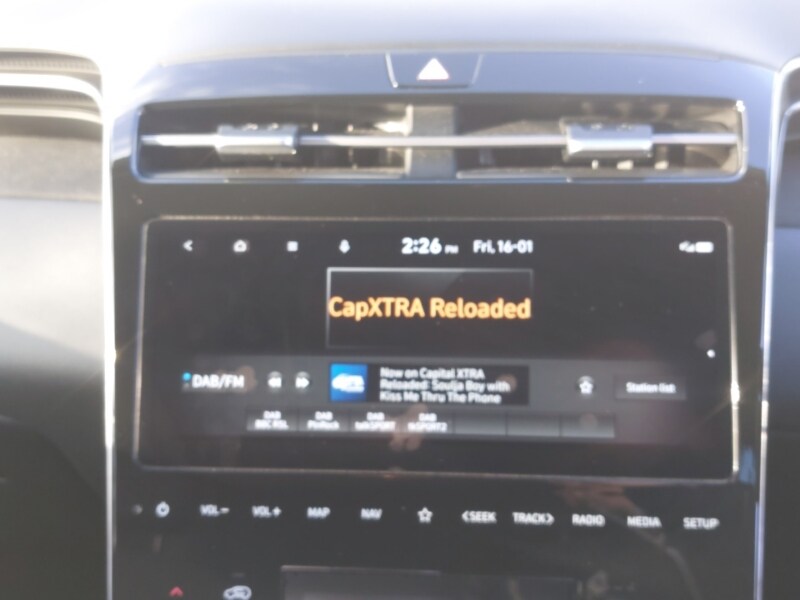 2:26 PM Fri, 16-01
CapXTRA Reloaded
DAB/FM
Now on Capital XTRA
Reloaded: Soulja Boy with
Kiss Me Thru The Phone
Station list
DAB DAB DAB DAB
talkSPORT
VOL- VOL+ MAP NAV <SEEK TRACK> RADIO MEDIA SETUP